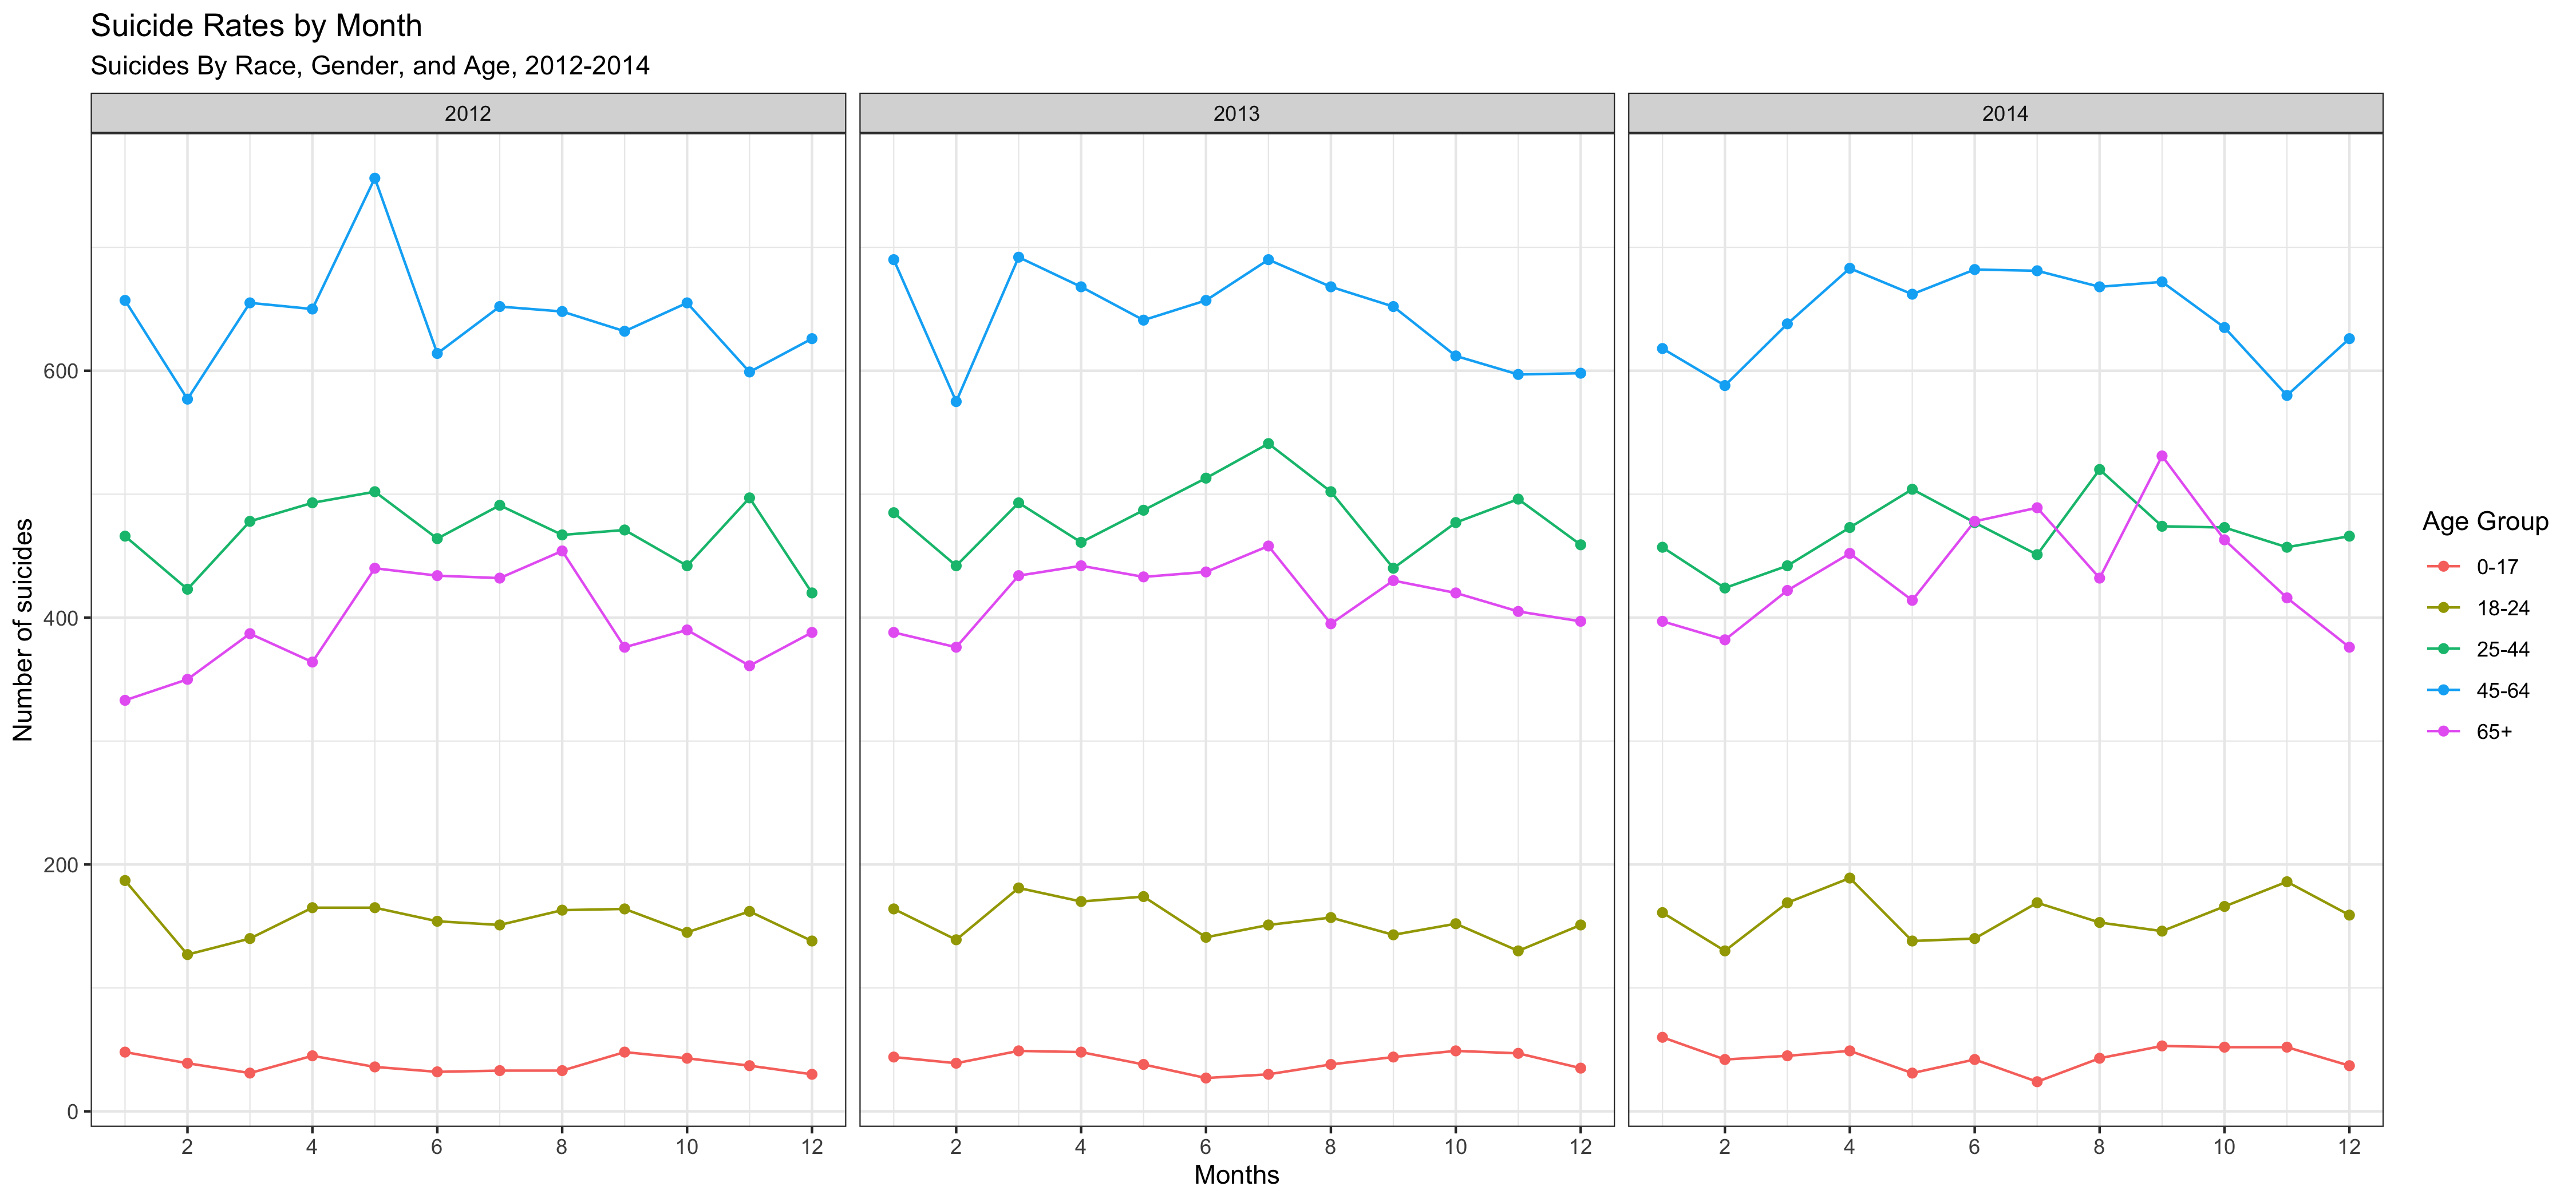 Suicide Rates by Month
Suicides By Race, Gender, and Age, 2012-2014
2012
2013
2014
Number of suicides
600
400
200
0
2 4 6 8 10 12
2 4 6 8 10 12
2 4 6 8 10 12
Months
Age Group
0-17
18-24
25-44
45-64
65+